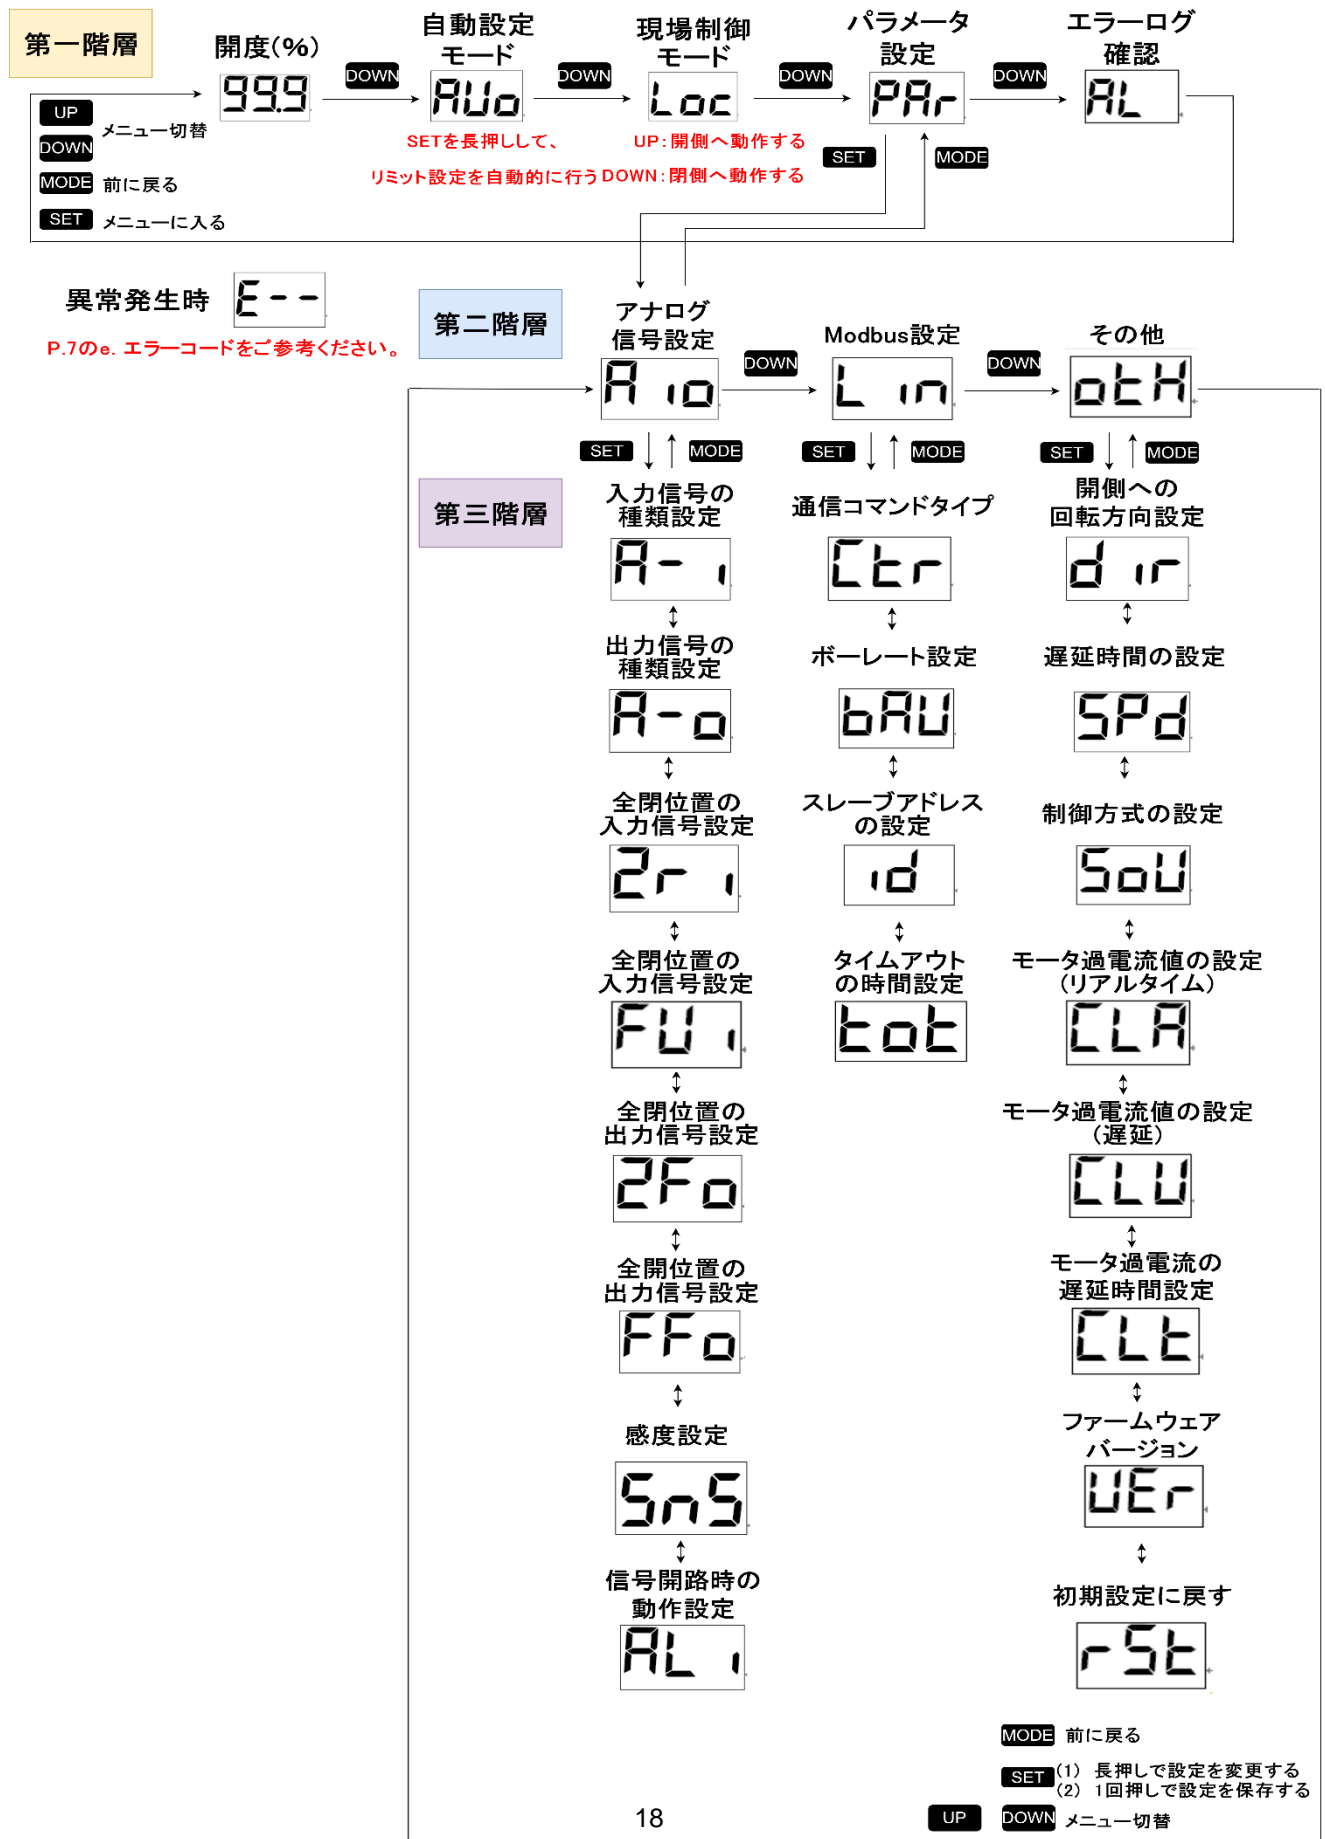 第一階層
開度(%)
自動設定
モード
現場制御
モード
パラメータ
設定
エラーログ
確認
99.9
DOWN
AUo
DOWN
Loc
DOWN
PAr
DOWN
AL
UP
DOWN
メニュー切替
MODE 前に戻る
SET メニューに入る
SETを長押しして、
リミット設定を自動的に行う
UP:開側へ動作する
DOWN:閉側へ動作する
SET
MODE
異常発生時
E--
P.7のe. エラーコードをご参考ください。
第二階層
アナログ
信号設定
Modbus設定
その他
Aio
DOWN
Lin
DOWN
otH
SET
MODE
SET
MODE
SET
MODE
第三階層
入力信号の
種類設定
A-i
出力信号の
種類設定
A-o
全閉位置の
入力信号設定
2ri
全閉位置の
入力信号設定
FUi
全閉位置の
出力信号設定
2Fo
全開位置の
出力信号設定
FFo
感度設定
SnS
信号開路時の
動作設定
ALi
通信コマンドタイプ
Ctr
ボーレート設定
bAU
スレーブアドレス
の設定
id
タイムアウト
の時間設定
tot
開側への
回転方向設定
dir
遅延時間の設定
SPd
制御方式の設定
SoU
モータ過電流値の設定
(リアルタイム)
CLA
モータ過電流値の設定
(遅延)
CLU
モータ過電流の
遅延時間設定
CLt
ファームウェア
バージョン
UEr
初期設定に戻す
rSt
MODE 前に戻る
SET (1) 長押しで設定を変更する
(2) 1回押しで設定を保存する
UP DOWN メニュー切替
18